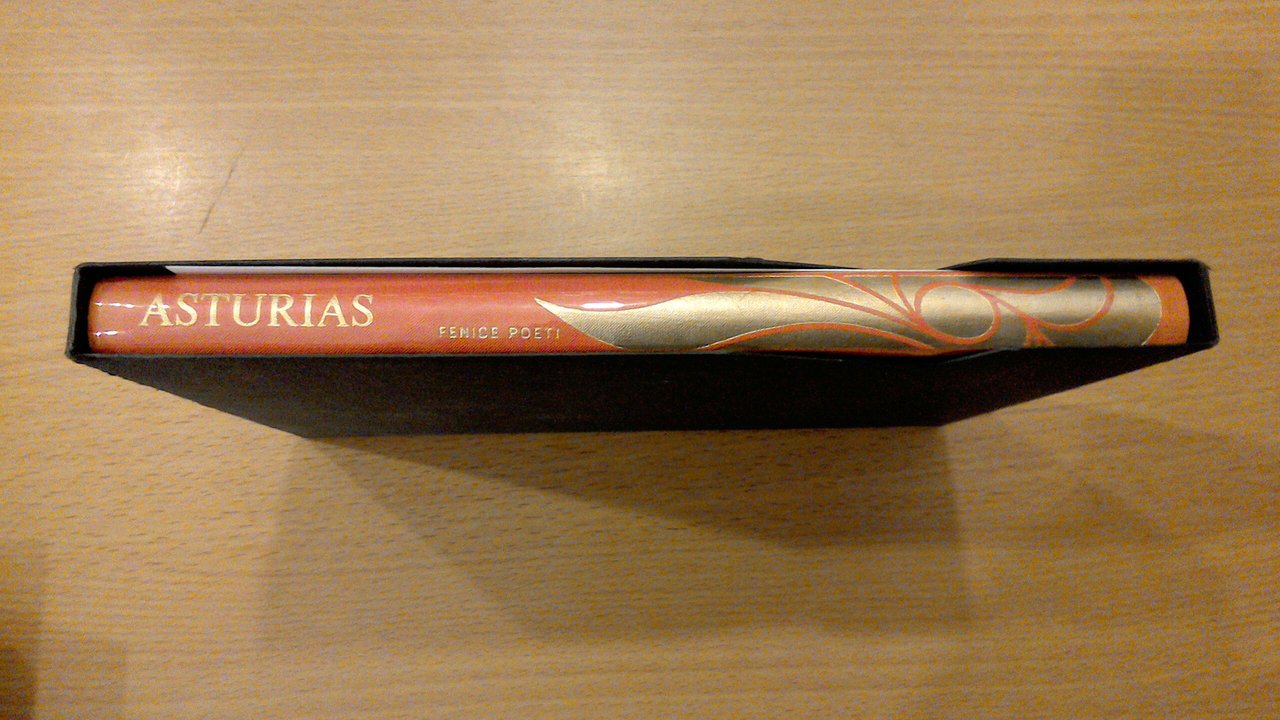 ASTURIAS
FENICE POETI